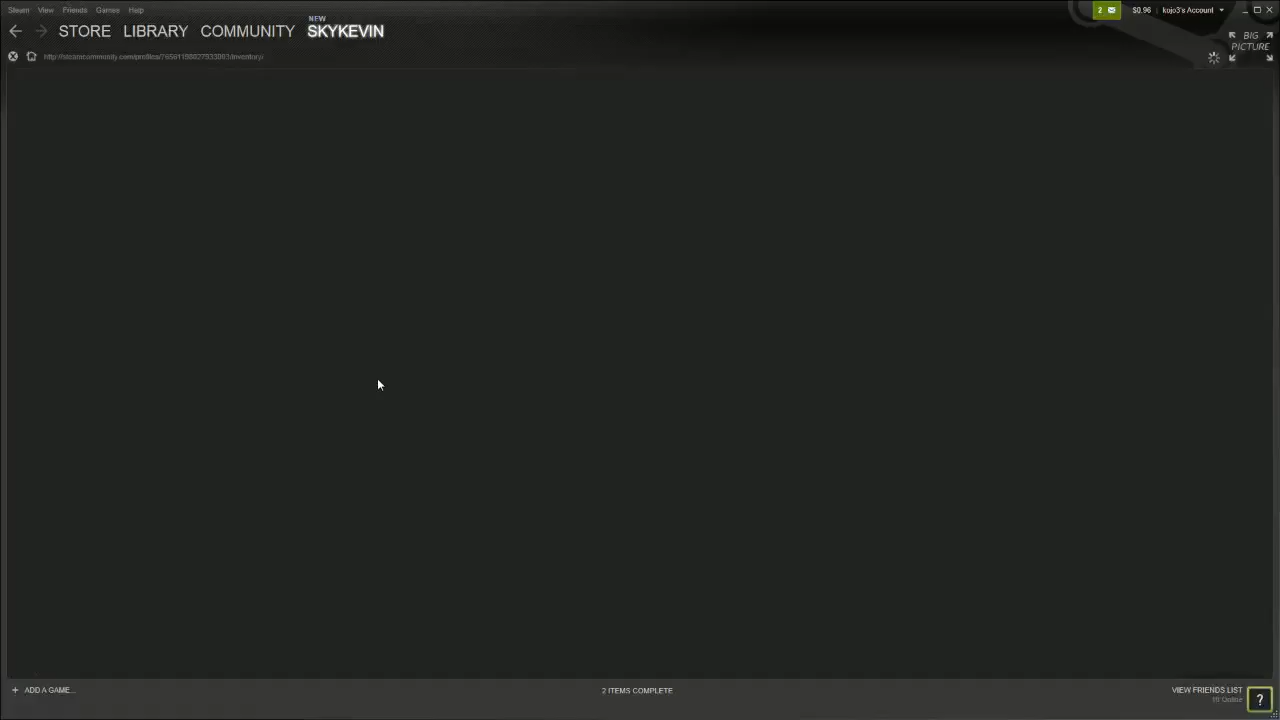 Steam View Friends Games Help
2 $0.96 | kojo3's Account
NEW
STORE LIBRARY COMMUNITY SKYKEVIN
BIG
PICTURE
+ ADD A GAME...
2 ITEMS COMPLETE
VIEW FRIENDS LIST
?